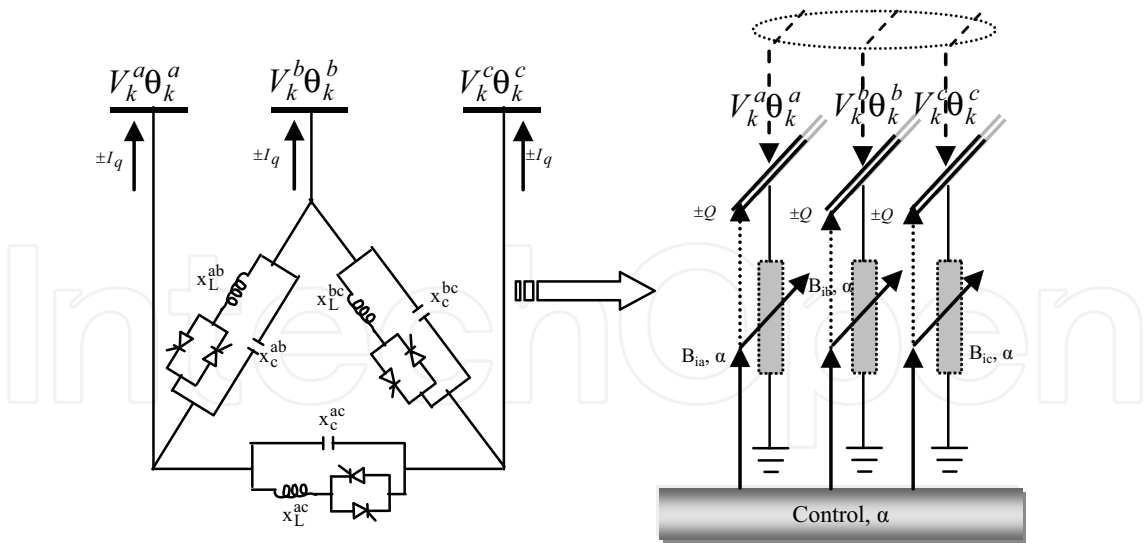 V_k^a θ_k^a
V_k^b θ_k^b
V_k^c θ_k^c
±I_q
±I_q
±I_q
x_L^ab
x_c^ab
x_L^bc
x_c^bc
x_c^ac
x_L^ac
V_k^a θ_k^a
V_k^b θ_k^b
V_k^c θ_k^c
±Q
±Q
±Q
B_ia, α
B_ib, α
B_ic, α
Control, α
IntechOpen